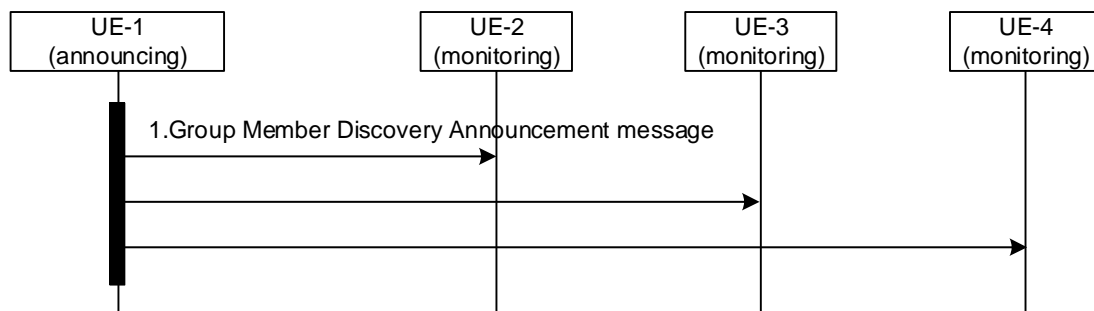 UE-1
(announcing)
UE-2
(monitoring)
UE-3
(monitoring)
UE-4
(monitoring)
1.Group Member Discovery Announcement message